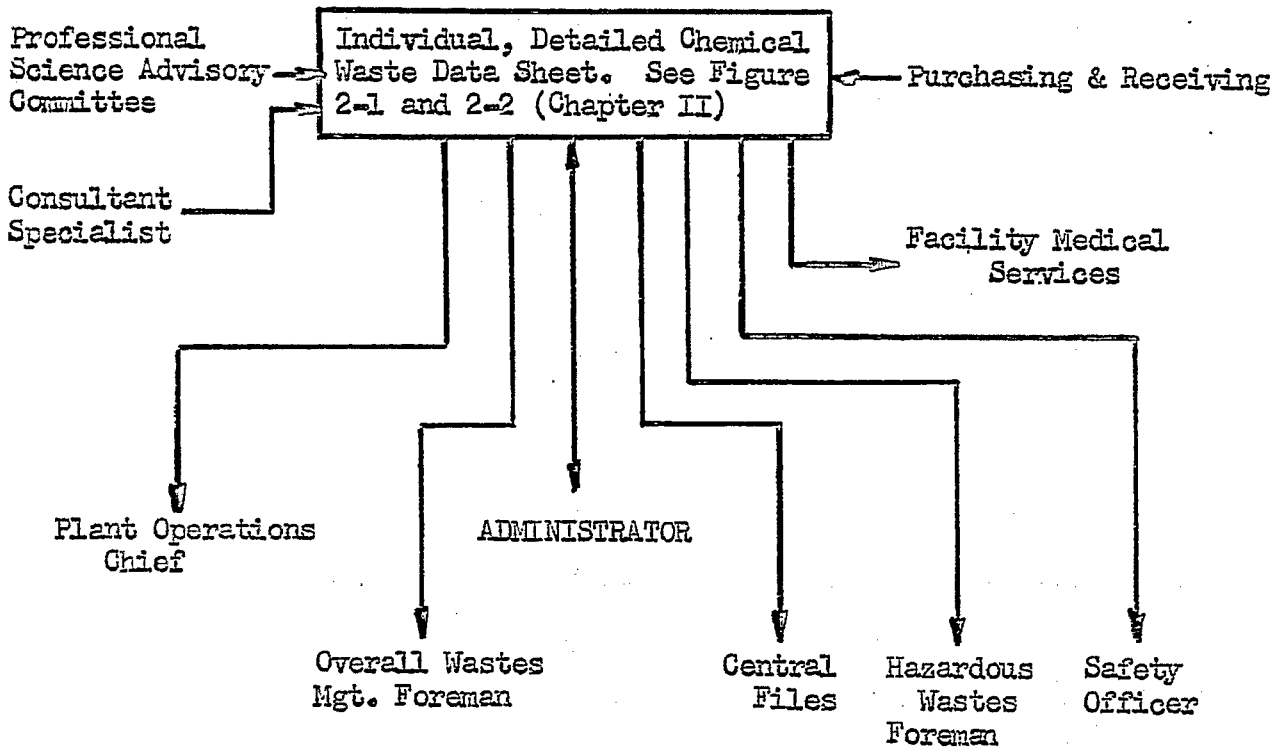 Professional
Science Advisory
Committee
Individual, Detailed Chemical
Waste Data Sheet. See Figure
2-1 and 2-2 (Chapter II)
Purchasing & Receiving
Consultant
Specialist
Facility Medical
Services
Plant Operations
Chief
ADMINISTRATOR
Overall Wastes
Mgt. Foreman
Central
Files
Hazardous
Wastes
Foreman
Safety
Officer